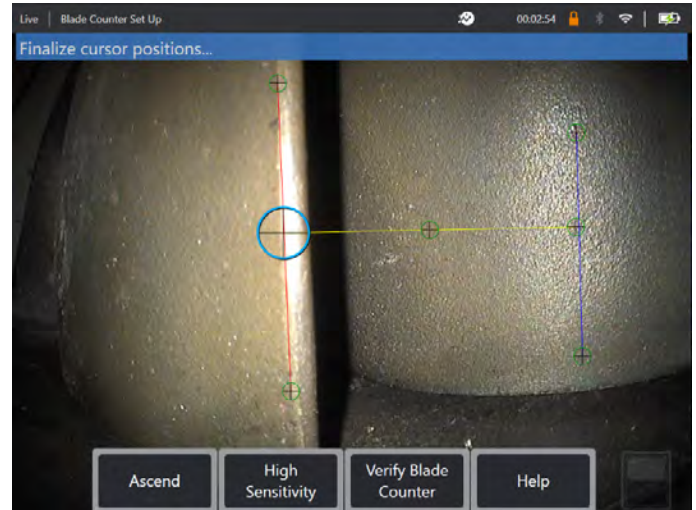 Live | Blade Counter Set Up
00:02:54
Finalize cursor positions...
Ascend
High
Sensitivity
Verify Blade
Counter
Help